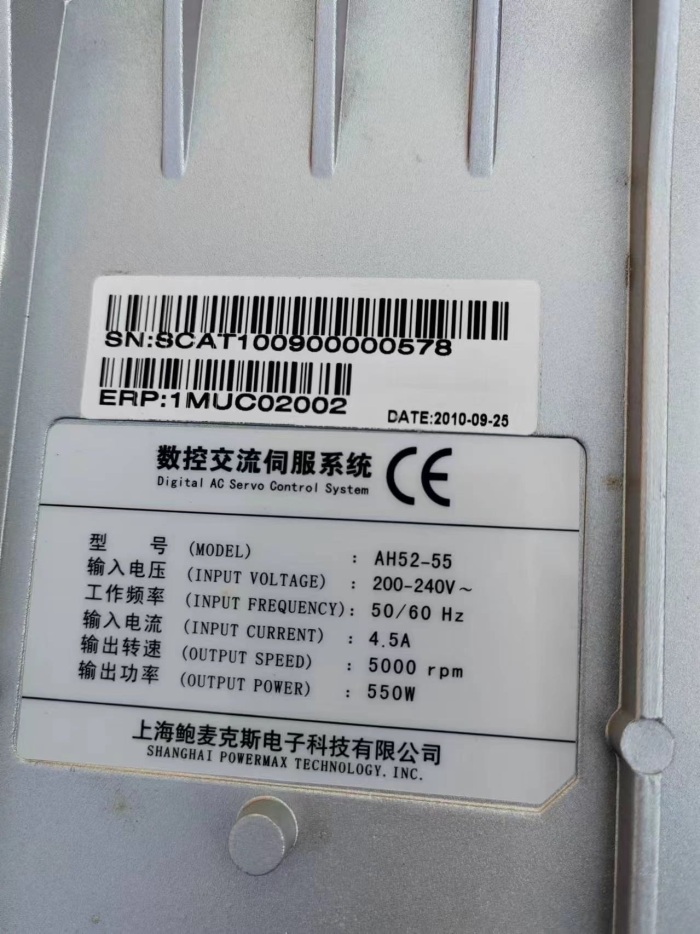 SN:SCAT100900000578
ERP:1MUC02002
DATE:2010-09-25
数控交流伺服系统
Digital AC Servo Control System
CE
型 号 (MODEL) : AH52-55
输入电压 (INPUT VOLTAGE) : 200-240V~
工作频率 (INPUT FREQUENCY): 50/60 Hz
输入电流 (INPUT CURRENT) : 4.5A
输出转速 (OUTPUT SPEED) : 5000 rpm
输出功率 (OUTPUT POWER) : 550W
上海鲍麦克斯电子科技有限公司
SHANGHAI POWERMAX TECHNOLOGY. INC.